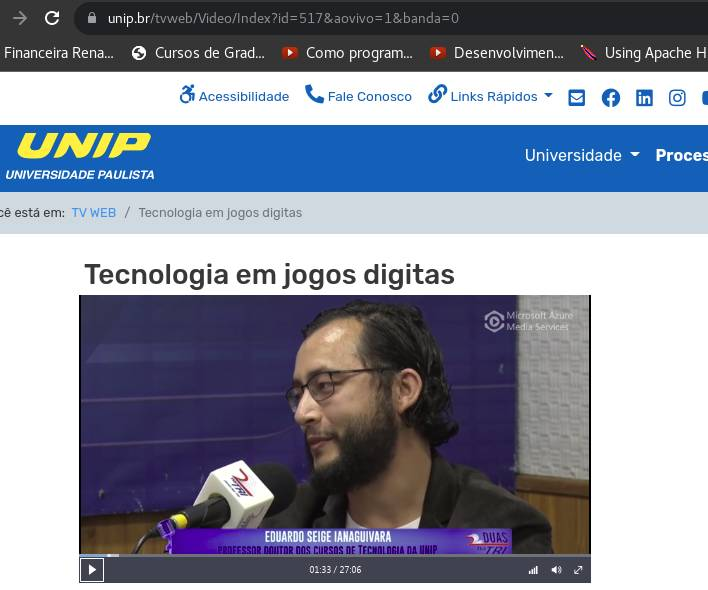 unip.br/tvweb/Video/Index?id=517&aovivo=1&banda=0
Financeira Rena... Cursos de Grad... Como program... Desenvolvimen... Using Apache H
Acessibilidade Fale Conosco Links Rápidos
UNIP
UNIVERSIDADE PAULISTA
Universidade Proces
cê está em: TV WEB / Tecnologia em jogos digitas
Tecnologia em jogos digitas
Microsoft Azure
Media Services
TRI
EDUARDO SEIGE IANAGUIVARA
PROFESSOR DOUTOR DOS CURSOS DE TECNOLOGIA DA UNIP
2 DUAS
TRI
01:33 / 27:06